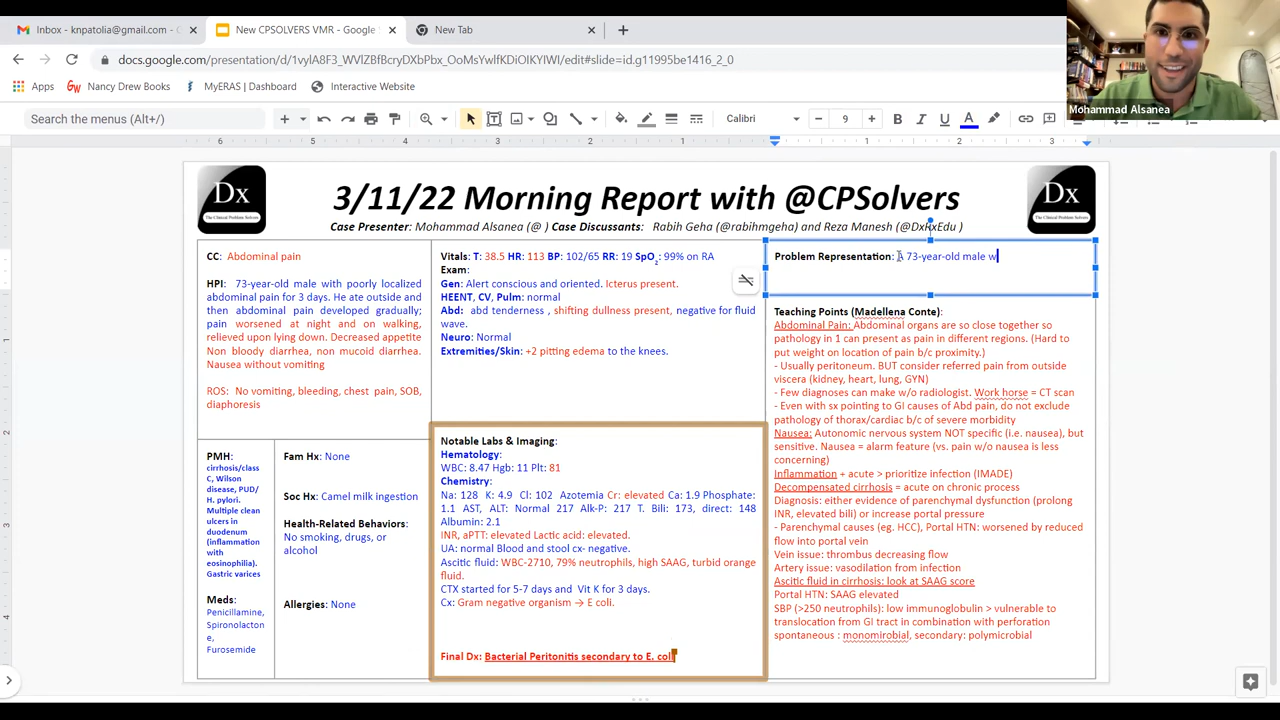 Inbox - knpatolia@gmail.com - C
New CPSOLVERS VMR - Google
New Tab
docs.google.com/presentation/d/1vylA8F3_WVlZBfBcryDXbPbx_OoMsYwlfKDiOIKYIWI/edit#slide=id.g11995be1416_2_0
Apps
Nancy Drew Books
MyERAS | Dashboard
Interactive Website
Mohammad Alsanea
Search the menus (Alt+/)
Calibri
9
6 5 4 3 2 1 1 2 3
Dx
The Clinical Problem Solvers
3/11/22 Morning Report with @CPSolvers
Case Presenter: Mohammad Alsanea (@ ) Case Discussants: Rabih Geha (@rabihmgeha) and Reza Manesh (@DxRxEdu )
Dx
The Clinical Problem Solvers
CC: Abdominal pain
HPI: 73-year-old male with poorly localized
abdominal pain for 3 days. He ate outside and
then abdominal pain developed gradually;
pain worsened at night and on walking,
relieved upon lying down. Decreased appetite
Non bloody diarrhea, non mucoid diarrhea.
Nausea without vomiting
ROS: No vomiting, bleeding, chest pain, SOB,
diaphoresis
PMH:
cirrhosis/class
C, Wilson
disease, PUD/
H. pylori.
Multiple clean
ulcers in
duodenum
(inflammation
with
eosinophilia).
Gastric varices
Meds:
Penicillamine,
Spironolacton
e,
Furosemide
Fam Hx: None
Soc Hx: Camel milk ingestion
Health-Related Behaviors:
No smoking, drugs, or
alcohol
Allergies: None
Vitals: T: 38.5 HR: 113 BP: 102/65 RR: 19 SpO2: 99% on RA
Exam:
Gen: Alert conscious and oriented. Icterus present.
HEENT, CV, Pulm: normal
Abd: abd tenderness , shifting dullness present, negative for fluid
wave.
Neuro: Normal
Extremities/Skin: +2 pitting edema to the knees.
Notable Labs & Imaging:
Hematology:
WBC: 8.47 Hgb: 11 Plt: 81
Chemistry:
Na: 128 K: 4.9 Cl: 102 Azotemia Cr: elevated Ca: 1.9 Phosphate:
1.1 AST, ALT: Normal 217 Alk-P: 217 T. Bili: 173, direct: 148
Albumin: 2.1
INR, aPTT: elevated Lactic acid: elevated.
UA: normal Blood and stool cx- negative.
Ascitic fluid: WBC-2710, 79% neutrophils, high SAAG, turbid orange
fluid.
CTX started for 5-7 days and Vit K for 3 days.
Cx: Gram negative organism → E coli.
Final Dx: Bacterial Peritonitis secondary to E. coli
Problem Representation: A 73-year-old male w
Teaching Points (Madellena Conte):
Abdominal Pain: Abdominal organs are so close together so
pathology in 1 can present as pain in different regions. (Hard to
put weight on location of pain b/c proximity.)
- Usually peritoneum. BUT consider referred pain from outside
viscera (kidney, heart, lung, GYN)
- Few diagnoses can make w/o radiologist. Work horse = CT scan
- Even with sx pointing to GI causes of Abd pain, do not exclude
pathology of thorax/cardiac b/c of severe morbidity
Nausea: Autonomic nervous system NOT specific (i.e. nausea), but
sensitive. Nausea = alarm feature (vs. pain w/o nausea is less
concerning)
Inflammation + acute > prioritize infection (IMADE)
Decompensated cirrhosis = acute on chronic process
Diagnosis: either evidence of parenchymal dysfunction (prolong
INR, elevated bili) or increase portal pressure
- Parenchymal causes (eg. HCC), Portal HTN: worsened by reduced
flow into portal vein
Vein issue: thrombus decreasing flow
Artery issue: vasodilation from infection
Ascitic fluid in cirrhosis: look at SAAG score
Portal HTN: SAAG elevated
SBP (>250 neutrophils): low immunoglobulin > vulnerable to
translocation from GI tract in combination with perforation
spontaneous : monomirobial, secondary: polymicrobial